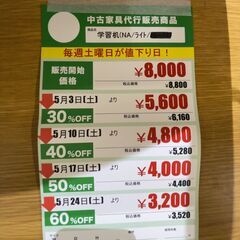 中古家具代行販売商品
商品名 学習机(NA/ライト/
毎週土曜日が値下り日!
販売開始価格 ¥8,000
税込価格 ¥8,800
5月3日(土) より ¥5,600
30%OFF 税込価格 ¥6,160
5月10日(土) より ¥4,800
40%OFF 税込価格 ¥5,280
5月17日(土) より ¥4,000
50%OFF 税込価格 ¥4,400
5月24日(土) より ¥3,200
60%OFF 税込価格 ¥3,520